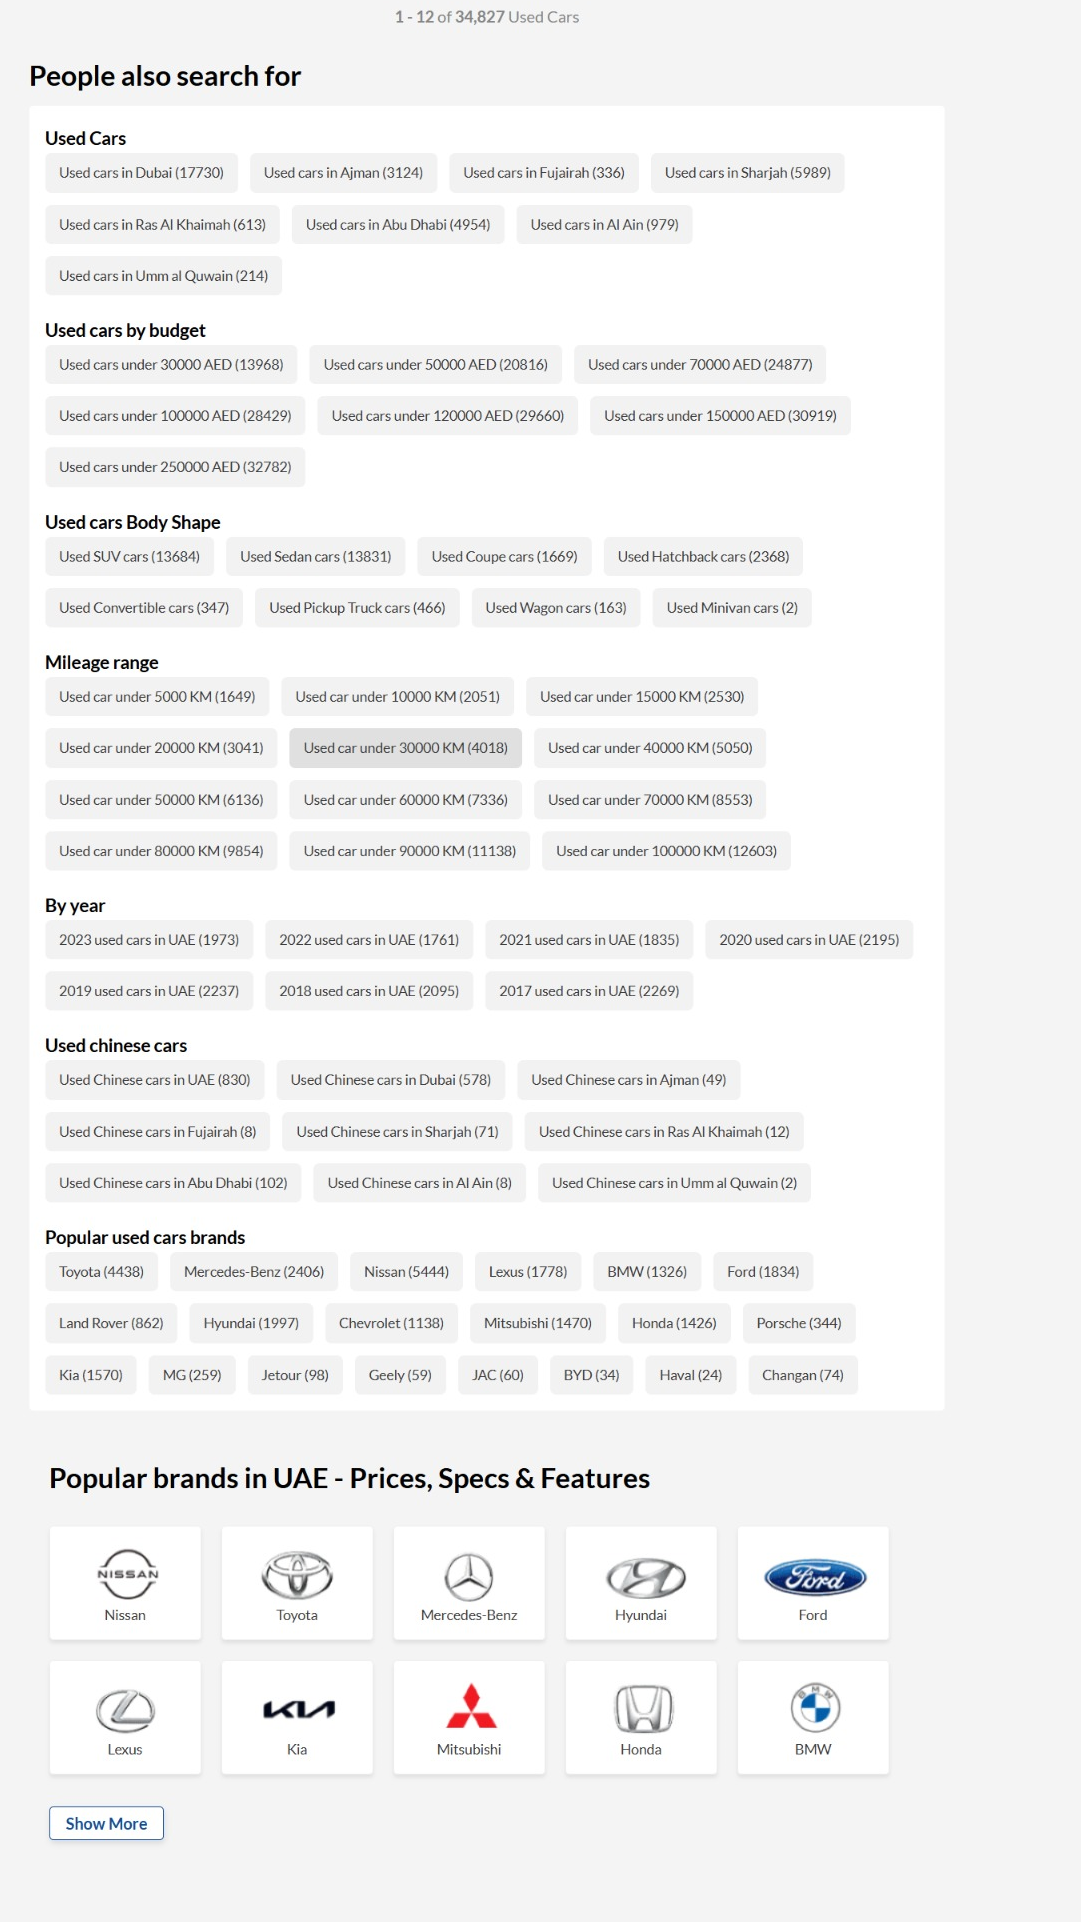 1 - 12 of 34,827 Used Cars
People also search for
Used Cars
Used cars in Dubai (17730) Used cars in Ajman (3124) Used cars in Fujairah (336) Used cars in Sharjah (5989)
Used cars in Ras Al Khaimah (613) Used cars in Abu Dhabi (4954) Used cars in Al Ain (979)
Used cars in Umm al Quwain (214)
Used cars by budget
Used cars under 30000 AED (13968) Used cars under 50000 AED (20816) Used cars under 70000 AED (24877)
Used cars under 100000 AED (28429) Used cars under 120000 AED (29660) Used cars under 150000 AED (30919)
Used cars under 250000 AED (32782)
Used cars Body Shape
Used SUV cars (13684) Used Sedan cars (13831) Used Coupe cars (1669) Used Hatchback cars (2368)
Used Convertible cars (347) Used Pickup Truck cars (466) Used Wagon cars (163) Used Minivan cars (2)
Mileage range
Used car under 5000 KM (1649) Used car under 10000 KM (2051) Used car under 15000 KM (2530)
Used car under 20000 KM (3041) Used car under 30000 KM (4018) Used car under 40000 KM (5050)
Used car under 50000 KM (6136) Used car under 60000 KM (7336) Used car under 70000 KM (8553)
Used car under 80000 KM (9854) Used car under 90000 KM (11138) Used car under 100000 KM (12603)
By year
2023 used cars in UAE (1973) 2022 used cars in UAE (1761) 2021 used cars in UAE (1835) 2020 used cars in UAE (2195)
2019 used cars in UAE (2237) 2018 used cars in UAE (2095) 2017 used cars in UAE (2269)
Used chinese cars
Used Chinese cars in UAE (830) Used Chinese cars in Dubai (578) Used Chinese cars in Ajman (49)
Used Chinese cars in Fujairah (8) Used Chinese cars in Sharjah (71) Used Chinese cars in Ras Al Khaimah (12)
Used Chinese cars in Abu Dhabi (102) Used Chinese cars in Al Ain (8) Used Chinese cars in Umm al Quwain (2)
Popular used cars brands
Toyota (4438) Mercedes-Benz (2406) Nissan (5444) Lexus (1778) BMW (1326) Ford (1834)
Land Rover (862) Hyundai (1997) Chevrolet (1138) Mitsubishi (1470) Honda (1426) Porsche (344)
Kia (1570) MG (259) Jetour (98) Geely (59) JAC (60) BYD (34) Haval (24) Changan (74)
Popular brands in UAE - Prices, Specs & Features
NISSAN Ford
Nissan Toyota Mercedes-Benz Hyundai Ford
KIA BMW
Lexus Kia Mitsubishi Honda BMW
Show More